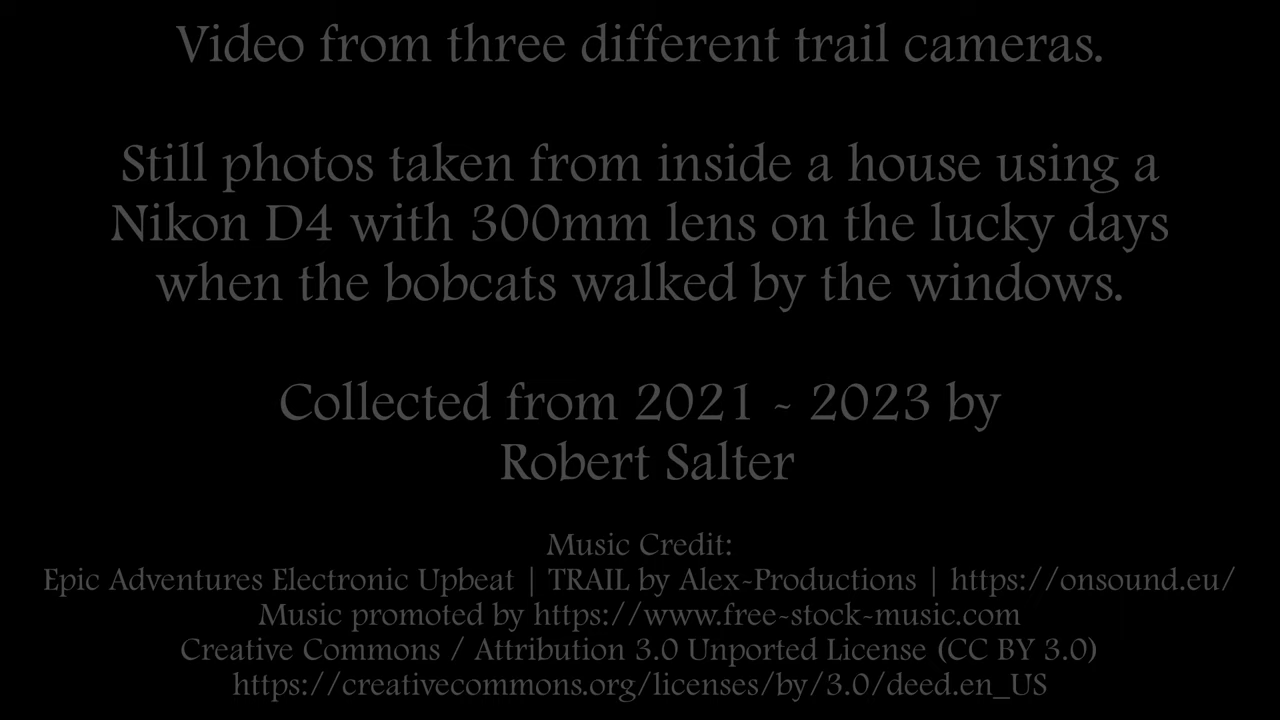 Video from three different trail cameras.
Still photos taken from inside a house using a
Nikon D4 with 300mm lens on the lucky days
when the bobcats walked by the windows.
Collected from 2021 - 2023 by
Robert Salter
Music Credit:
Epic Adventures Electronic Upbeat | TRAIL by Alex-Productions | https://onsound.eu/
Music promoted by https://www.free-stock-music.com
Creative Commons / Attribution 3.0 Unported License (CC BY 3.0)
https://creativecommons.org/licenses/by/3.0/deed.en_US